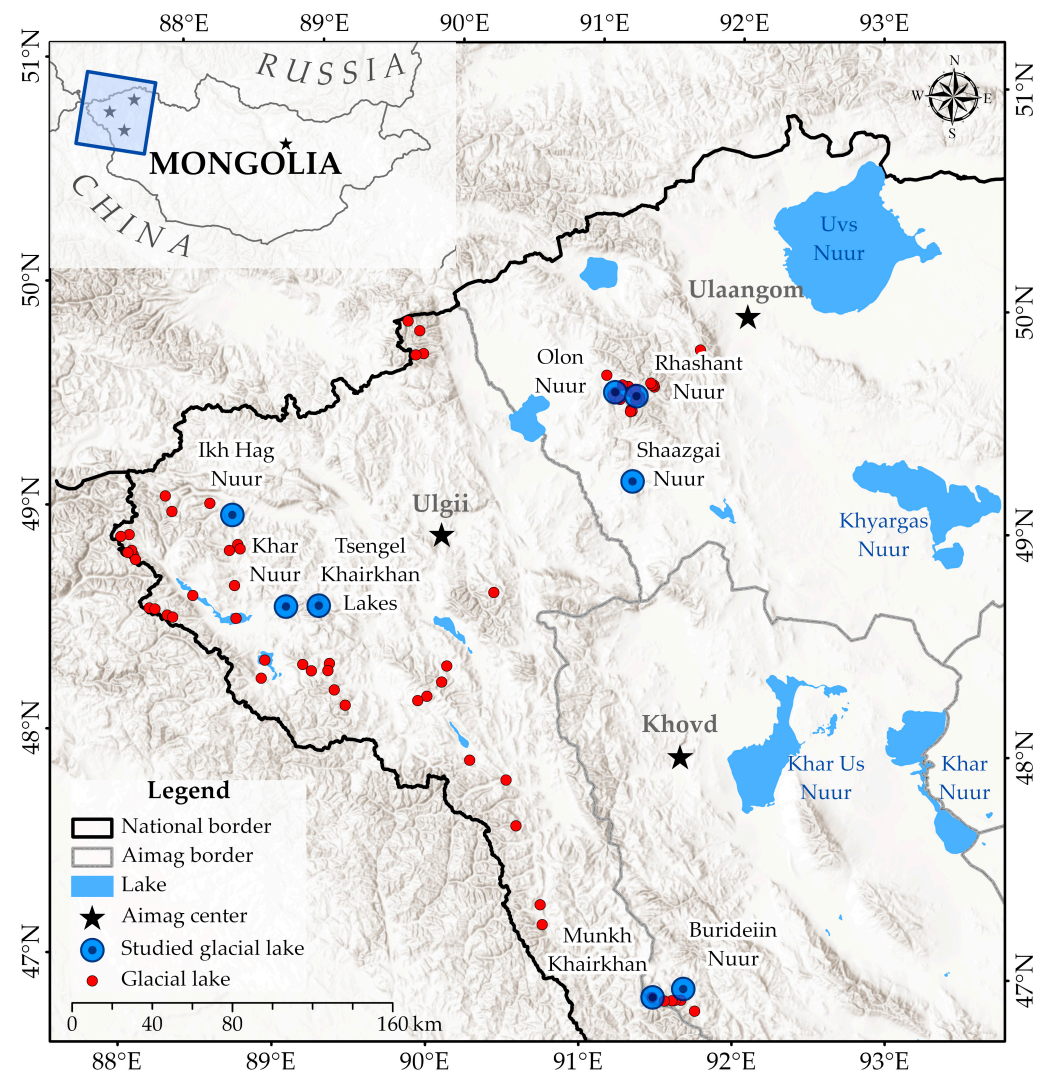 88°E
89°E
90°E
91°E
92°E
93°E
51°N
51°N
RUSSIA
MONGOLIA
CHINA
N
W
E
S
Uvs
Nuur
50°N
50°N
Ulaangom
Olon
Nuur
Rhashant
Nuur
Ikh Hag
Nuur
Shaazgai
Nuur
49°N
49°N
Ulgii
Khyargas
Nuur
Khar
Nuur
Tsengel
Khairkhan
Lakes
48°N
48°N
Khovd
Khar Us
Nuur
Khar
Nuur
Legend
National border
Aimag border
Lake
Aimag center
Studied glacial lake
Glacial lake
0
40
80
160 km
Munkh
Khairkhan
Burideiin
Nuur
47°N
47°N
88°E
89°E
90°E
91°E
92°E
93°E